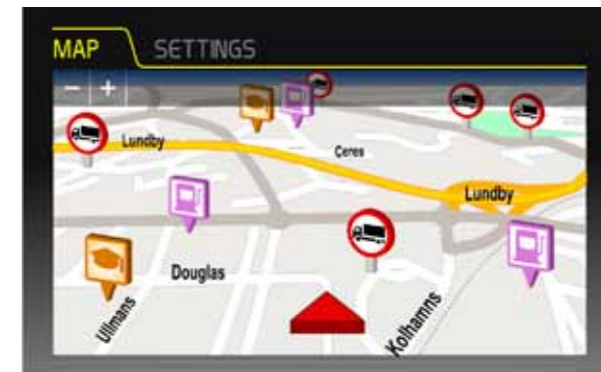 MAP SETTINGS
- +
Lundby
Ceres
Lundby
Douglas
Ullmans
Kolhamns